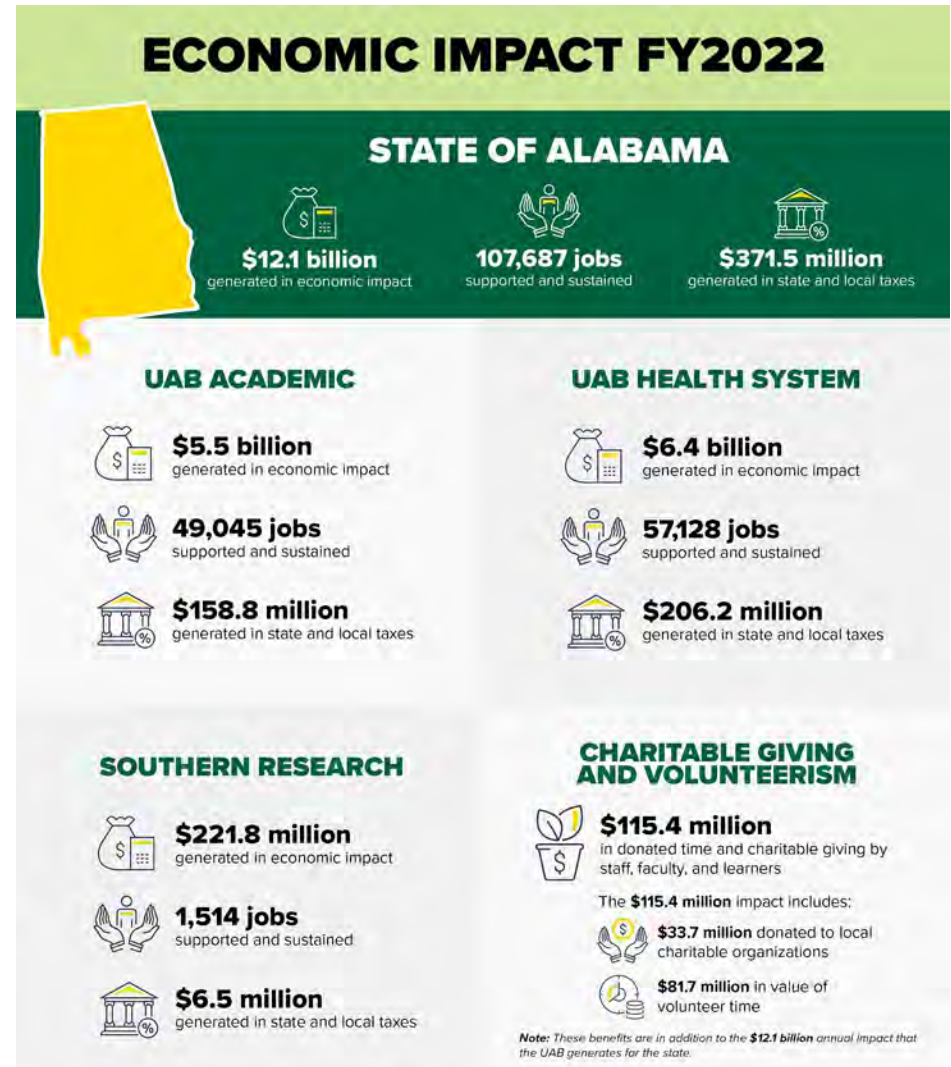 ECONOMIC IMPACT FY2022
STATE OF ALABAMA
$
%
$12.1 billion
generated in economic impact
107,687 jobs
supported and sustained
$371.5 million
generated in state and local taxes
UAB ACADEMIC
$
$5.5 billion
generated in economic impact
49,045 jobs
supported and sustained
%
$158.8 million
generated in state and local taxes
UAB HEALTH SYSTEM
$
$6.4 billion
generated in economic impact
57,128 jobs
supported and sustained
%
$206.2 million
generated in state and local taxes
SOUTHERN RESEARCH
$
$221.8 million
generated in economic impact
1,514 jobs
supported and sustained
%
$6.5 million
generated in state and local taxes
CHARITABLE GIVING
AND VOLUNTEERISM
$
$115.4 million
in donated time and charitable giving by
staff, faculty, and learners
The $115.4 million impact includes:
$
$33.7 million donated to local
charitable organizations
$81.7 million in value of
volunteer time
Note: These benefits are in addition to the $12.1 billion annual impact that
the UAB generates for the state.